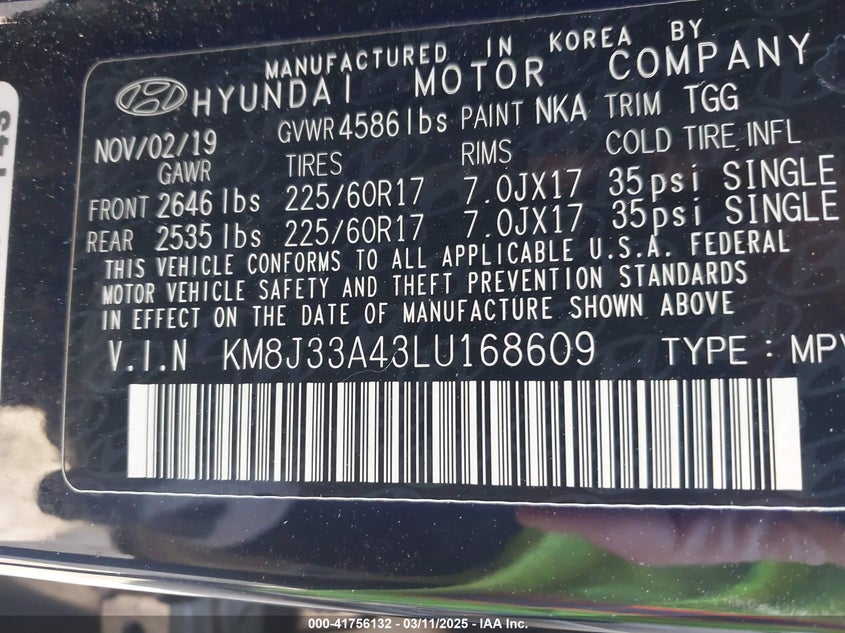 MANUFACTURED IN KOREA BY
HYUNDAI MOTOR COMPANY
NOV/02/19 GVWR 4586 lbs PAINT NKA TRIM TGG
GAWR TIRES RIMS COLD TIRE INFL
FRONT 2646 lbs 225/60R17 7.0JX17 35psi SINGLE
REAR 2535 lbs 225/60R17 7.0JX17 35psi SINGLE
THIS VEHICLE CONFORMS TO ALL APPLICABLE U.S.A. FEDERAL
MOTOR VEHICLE SAFETY AND THEFT PREVENTION STANDARDS
IN EFFECT ON THE DATE OF MANUFACTURE SHOWN ABOVE
V.I.N KM8J33A43LU168609 TYPE : MPV
000-41756132 - 03/11/2025 - IAA Inc.